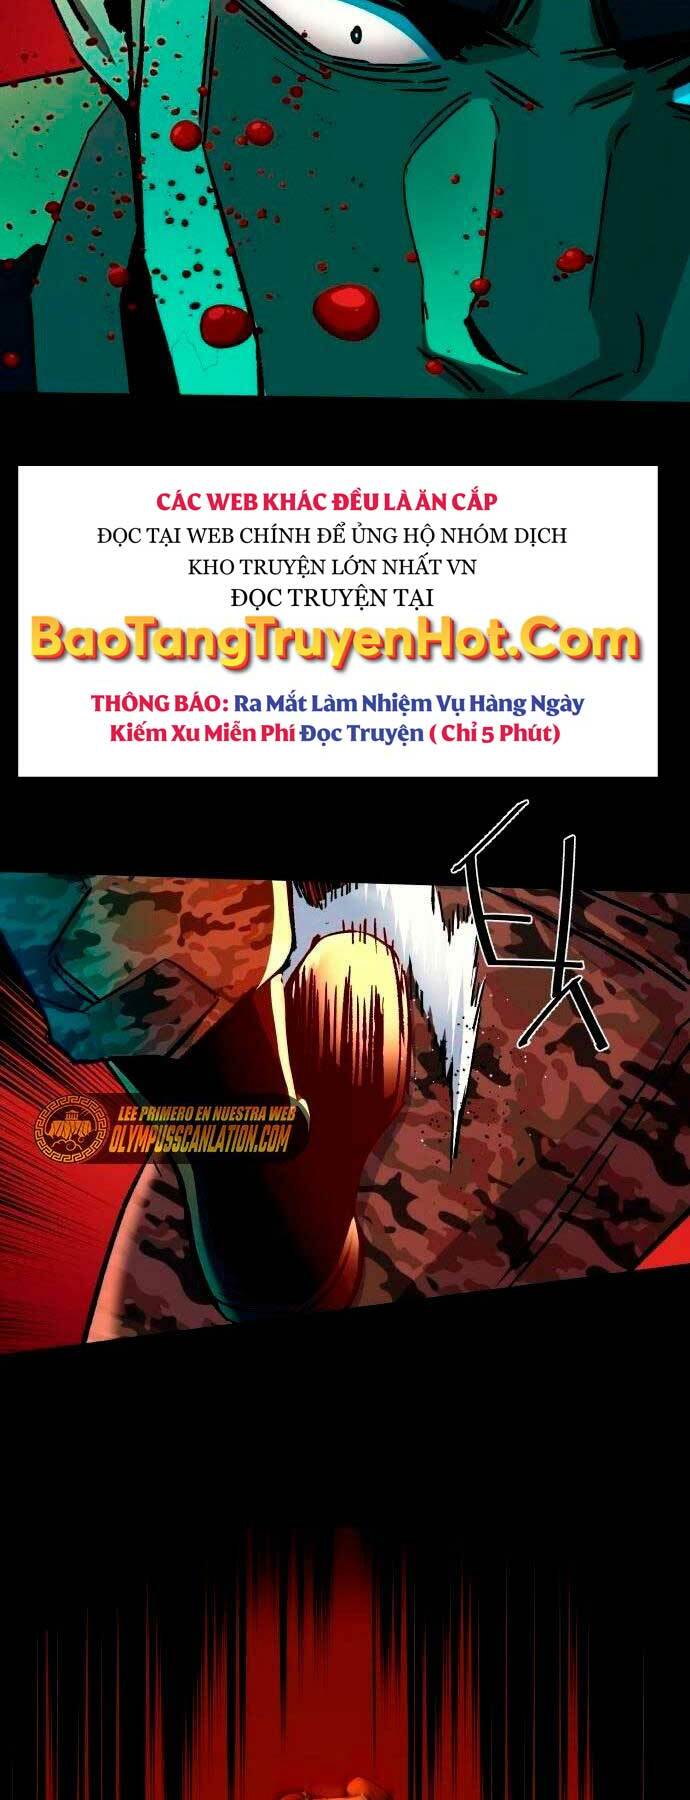 CÁC WEB KHÁC ĐỀU LÀ ĂN CẮP
ĐỌC TẠI WEB CHÍNH ĐỂ ỦNG HỘ NHÓM DỊCH
KHO TRUYỆN LỚN NHẤT VN
ĐỌC TRUYỆN TẠI
BaoTangTruyenHot.Com
THÔNG BÁO: Ra Mắt Làm Nhiệm Vụ Hàng Ngày
Kiếm Xu Miễn Phí Đọc Truyện ( Chỉ 5 Phút)
LEE PRIMERO EN NUESTRA WEB
OLYMPUSSCANLATION.COM